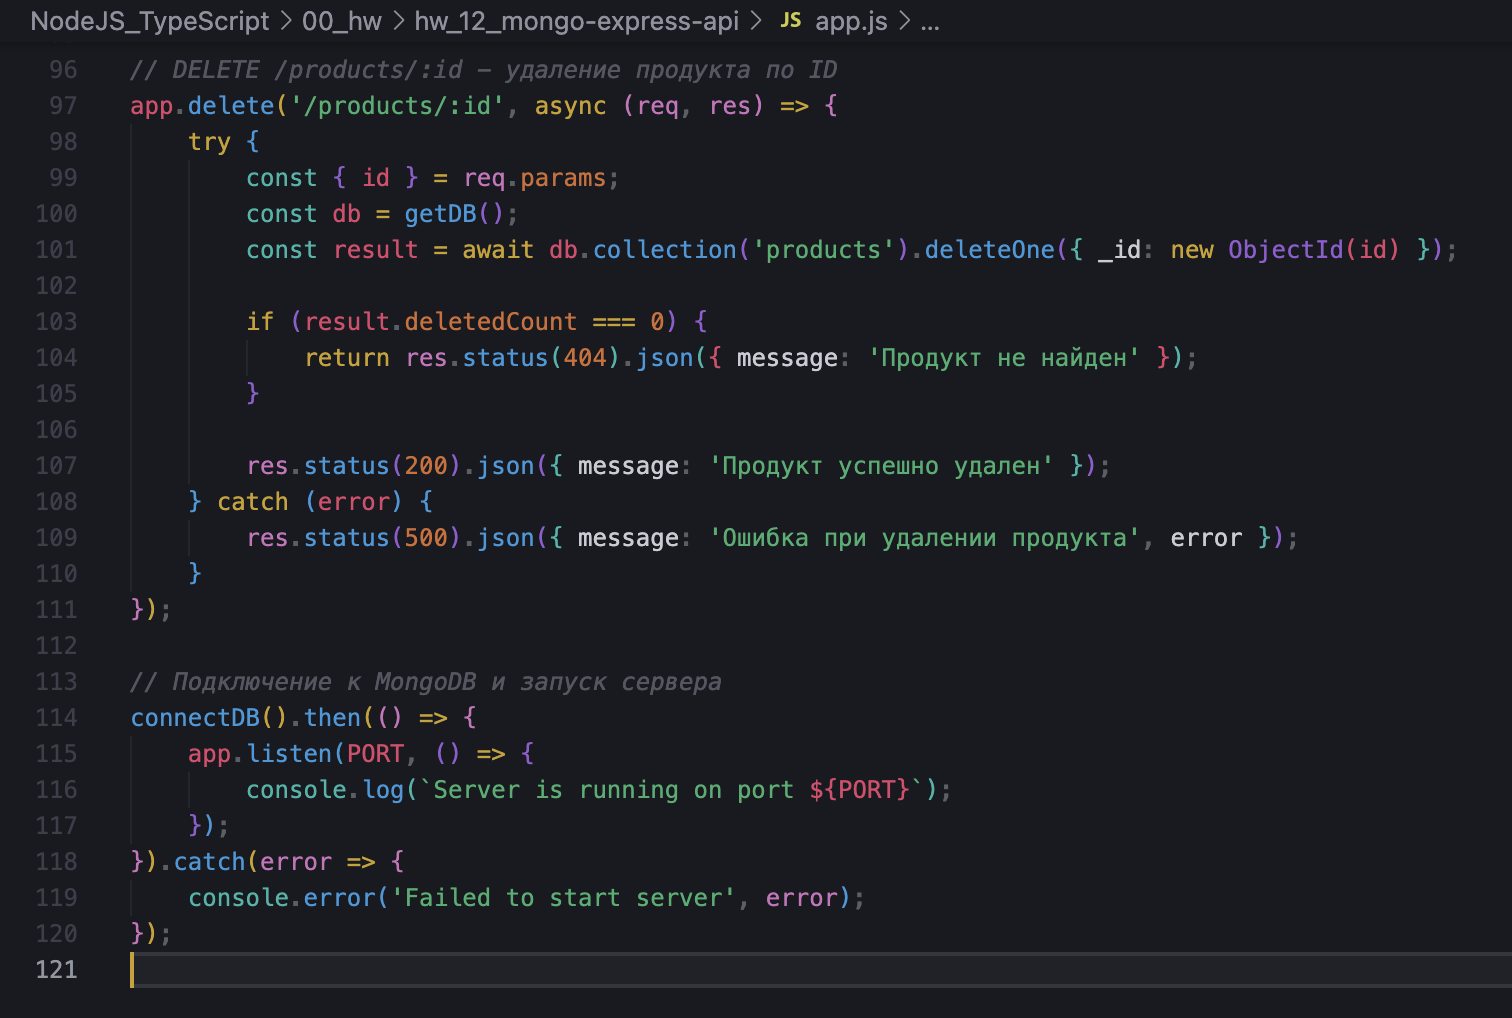 NodeJS_TypeScript > 00_hw > hw_12_mongo-express-api > JS app.js > ...
96 // DELETE /products/:id – удаление продукта по ID
97 app.delete('/products/:id', async (req, res) => {
98     try {
99         const { id } = req.params;
100         const db = getDB();
101         const result = await db.collection('products').deleteOne({ _id: new ObjectId(id) });
102
103         if (result.deletedCount === 0) {
104             return res.status(404).json({ message: 'Продукт не найден' });
105         }
106
107         res.status(200).json({ message: 'Продукт успешно удален' });
108     } catch (error) {
109         res.status(500).json({ message: 'Ошибка при удалении продукта', error });
110     }
111 });
112
113 // Подключение к MongoDB и запуск сервера
114 connectDB().then(() => {
115     app.listen(PORT, () => {
116         console.log(`Server is running on port ${PORT}`);
117     });
118 }).catch(error => {
119     console.error('Failed to start server', error);
120 });
121